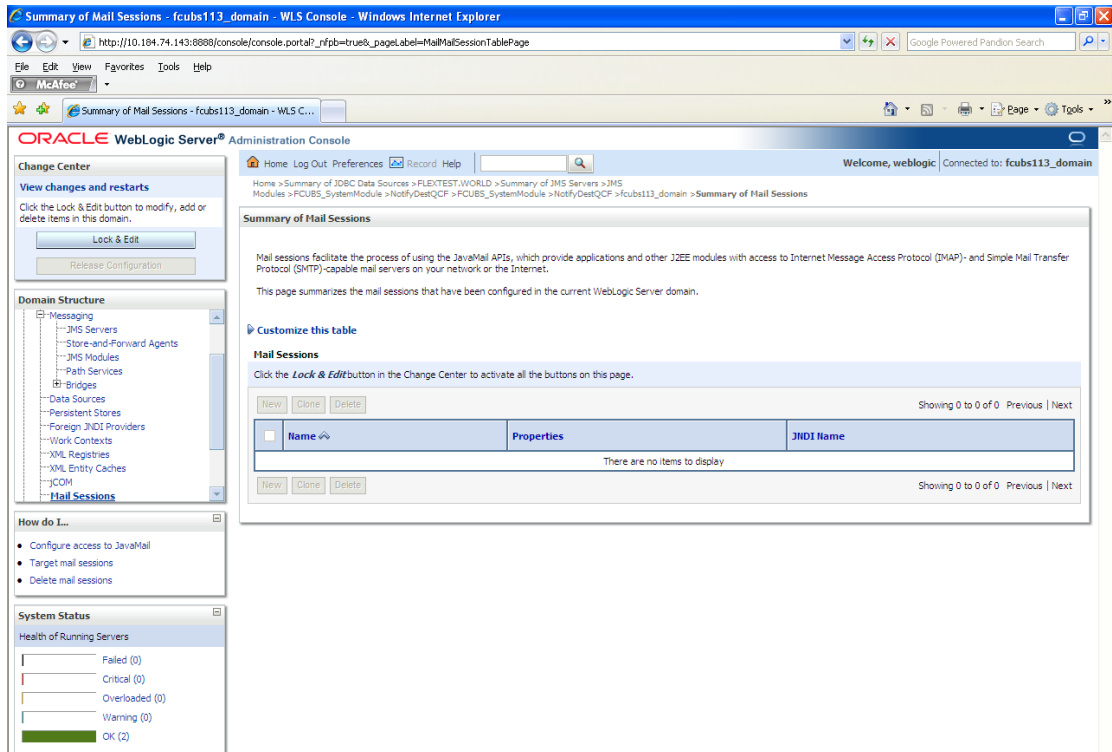 Summary of Mail Sessions - fcubs113_domain - WLS Console - Windows Internet Explorer
http://10.184.74.143:8888/console/console.portal?_nfpb=true&_pageLabel=MailMailSessionTablePage
Google Powered Pandion Search
File Edit View Favorites Tools Help
McAfee
Summary of Mail Sessions - fcubs113_domain - WLS C...
Page Tools »
ORACLE WebLogic Server® Administration Console
Change Center
View changes and restarts
Click the Lock & Edit button to modify, add or
delete items in this domain.
Lock & Edit
Release Configuration
Domain Structure
Messaging
JMS Servers
Store-and-Forward Agents
JMS Modules
Path Services
Bridges
Data Sources
Persistent Stores
Foreign JNDI Providers
Work Contexts
XML Registries
XML Entity Caches
jCOM
Mail Sessions
How do I...
Configure access to JavaMail
Target mail sessions
Delete mail sessions
System Status
Health of Running Servers
Failed (0)
Critical (0)
Overloaded (0)
Warning (0)
OK (2)
Home Log Out Preferences Record Help
Welcome, weblogic Connected to: fcubs113_domain
Home >Summary of JDBC Data Sources >FLEXTEST.WORLD >Summary of JMS Servers >JMS
Modules >FCUBS_SystemModule >NotifyDestQCF >FCUBS_SystemModule >NotifyDestQCF >fcubs113_domain >Summary of Mail Sessions
Summary of Mail Sessions
Mail sessions facilitate the process of using the JavaMail APIs, which provide applications and other J2EE modules with access to Internet Message Access Protocol (IMAP)- and Simple Mail Transfer
Protocol (SMTP)-capable mail servers on your network or the Internet.
This page summarizes the mail sessions that have been configured in the current WebLogic Server domain.
Customize this table
Mail Sessions
Click the Lock & Edit button in the Change Center to activate all the buttons on this page.
New Clone Delete Showing 0 to 0 of 0 Previous | Next
Name Properties JNDI Name
There are no items to display
New Clone Delete Showing 0 to 0 of 0 Previous | Next